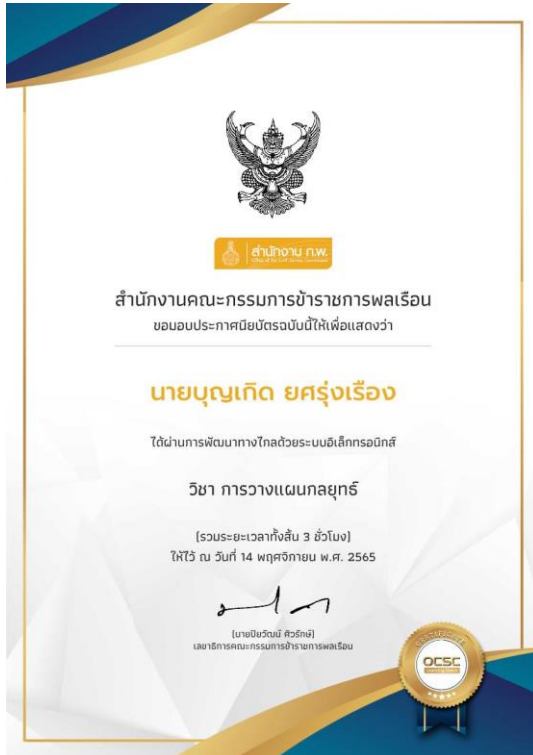 สำนักงาน ก.พ.
สำนักงานคณะกรรมการข้าราชการพลเรือน
ขอมอบประกาศนียบัตรฉบับนี้ให้เพื่อแสดงว่า
นายบุญเกิด ยศรุ่งเรือง
ได้ผ่านการพัฒนาทางไกลด้วยระบบอิเล็กทรอนิกส์
วิชา การวางแผนกลยุทธ์
(รวมระยะเวลาทั้งสิ้น 3 ชั่วโมง)
ให้ไว้ ณ วันที่ 14 พฤศจิกายน พ.ศ. 2565
(นายปิยวัฒน์ ศิวรักษ์)
เลขาธิการคณะกรรมการข้าราชการพลเรือน
CERTIFICATE
OCSC